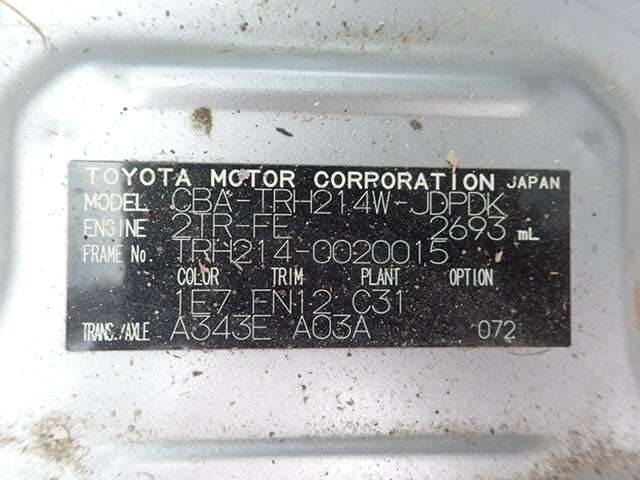 TOYOTA MOTOR CORPORATION JAPAN
MODEL CBA-TRH214W-JDPDK
ENGINE 2TR-FE 2693 mL
FRAME No TRH214-0020015
COLOR TRIM PLANT OPTION
1E7 FN12 C31
TRANS./AXLE A343E A03A 072